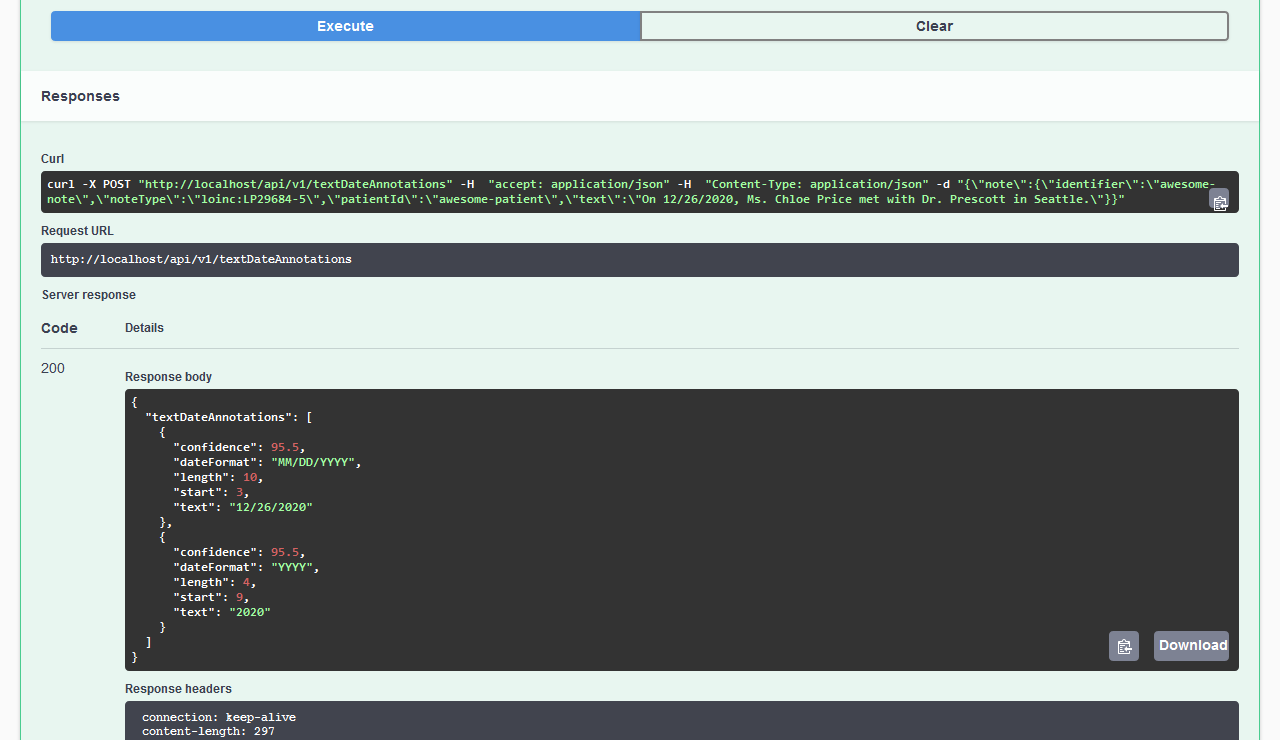 Execute
Clear
Responses
Curl
curl -X POST "http://localhost/api/v1/textDateAnnotations" -H  "accept: application/json" -H  "Content-Type: application/json" -d "{\"note\":{\"identifier\":\"awesome-
note\",\"noteType\":\"loinc:LP29684-5\",\"patientId\":\"awesome-patient\",\"text\":\"On 12/26/2020, Ms. Chloe Price met with Dr. Prescott in Seattle.\"}}"
Request URL
http://localhost/api/v1/textDateAnnotations
Server response
Code
Details
200
Response body
{
  "textDateAnnotations": [
    {
      "confidence": 95.5,
      "dateFormat": "MM/DD/YYYY",
      "length": 10,
      "start": 3,
      "text": "12/26/2020"
    },
    {
      "confidence": 95.5,
      "dateFormat": "YYYY",
      "length": 4,
      "start": 9,
      "text": "2020"
    }
  ]
}
Download
Response headers
connection: keep-alive
content-length: 297